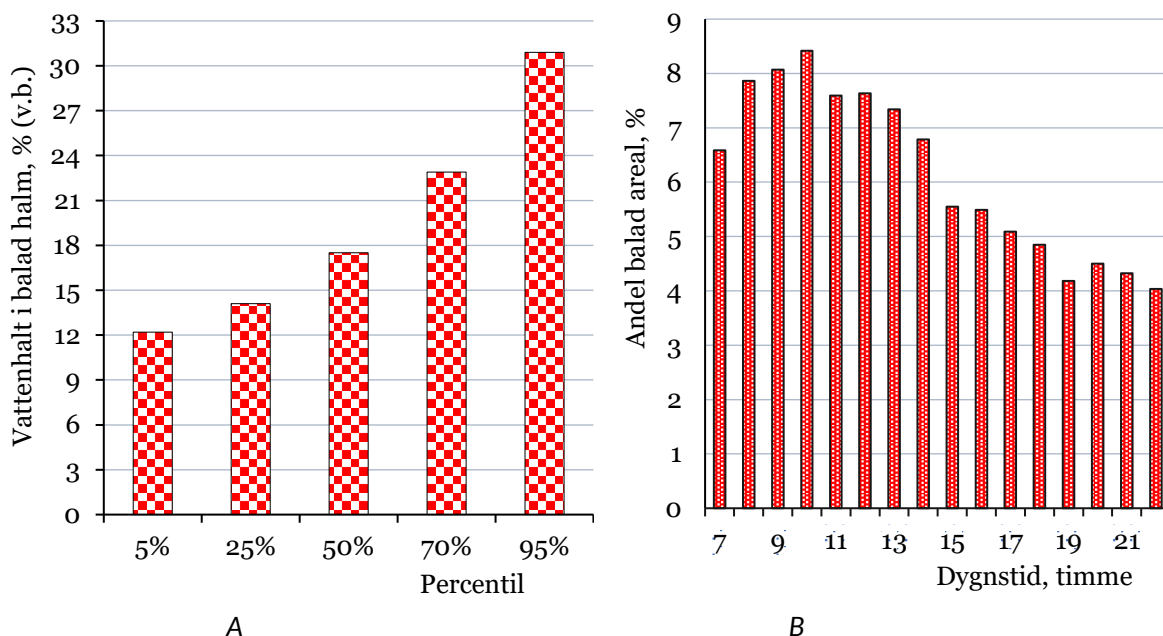 Vattenhalt i balad halm, % (v.b.)
33
30
27
24
21
18
15
12
9
6
3
0
5% 25% 50% 70% 95%
Percentil
A
Andel balad areal, %
9
8
7
6
5
4
3
2
1
0
7 9 11 13 15 17 19 21
Dygnstid, timme
B